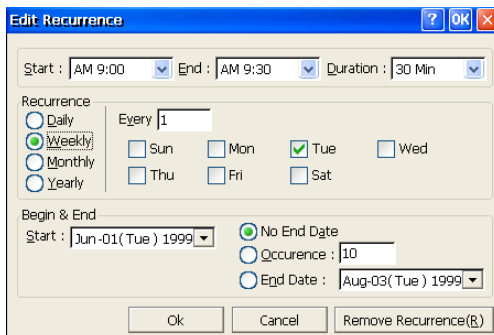 Edit Recurrence ? OK ×
Start : AM 9:00 End : AM 9:30 Duration : 30 Min
Recurrence
Daily Every 1
Weekly Sun Mon Tue Wed
Monthly Thu Fri Sat
Yearly
Begin & End
Start : Jun-01( Tue ) 1999 No End Date
Occurence : 10
End Date : Aug-03( Tue ) 1999
Ok Cancel Remove Recurrence(R)